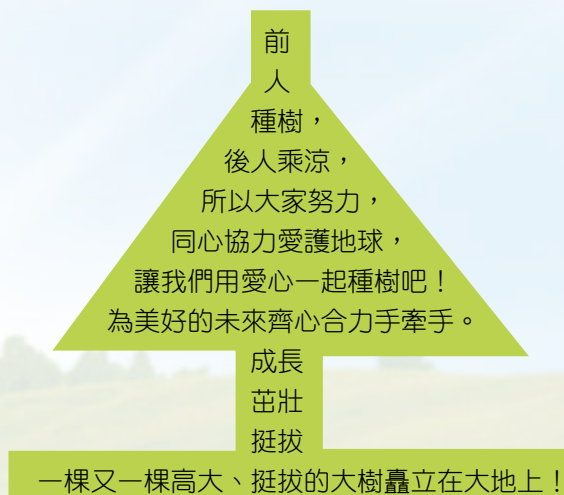 前
人
種樹，
後人乘涼，
所以大家努力，
同心協力愛護地球，
讓我們用愛心一起種樹吧！
為美好的未來齊心合力手牽手。
成長
茁壯
挺拔
一棵又一棵高大、挺拔的大樹矗立在大地上！